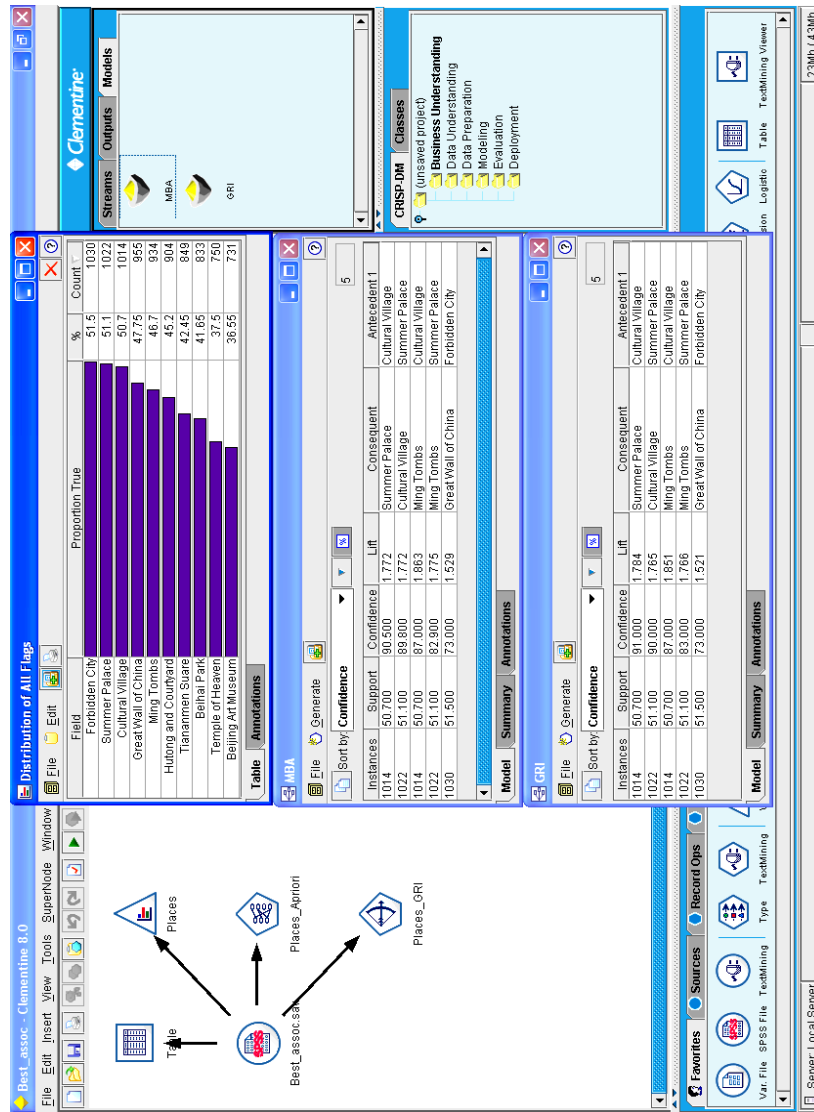 Best_assoc - Clementine 8.0
File Edit Insert View Tools SuperNode Window
Table
Places
Best_assoc.sav
Places_Apriori
Places_GRI
Distribution of All Flags
File Edit
Field Proportion True % Count
Forbidden City 51.5 1030
Summer Palace 51.1 1022
Cultural Village 50.7 1014
Great Wall of China 47.75 955
Ming Tombs 46.7 934
Hutong and Courtyard 45.2 904
Tiananmen Suare 42.45 849
Beihai Park 41.65 833
Temple of Heaven 37.5 750
Beijing Art Museum 36.55 731
Table Annotations
MBA
File Generate
Sort by: Confidence % 5
Instances Support Confidence Lift Consequent Antecedent 1
1014 50.700 90.500 1.772 Summer Palace Cultural Village
1022 51.100 89.800 1.772 Cultural Village Summer Palace
1014 50.700 87.000 1.863 Ming Tombs Cultural Village
1022 51.100 82.900 1.775 Ming Tombs Summer Palace
1030 51.500 73.000 1.529 Great Wall of China Forbidden City
Model Summary Annotations
GRI
File Generate
Sort by: Confidence % 5
Instances Support Confidence Lift Consequent Antecedent 1
1014 50.700 91.000 1.784 Summer Palace Cultural Village
1022 51.100 90.000 1.765 Cultural Village Summer Palace
1014 50.700 87.000 1.851 Ming Tombs Cultural Village
1022 51.100 83.000 1.766 Ming Tombs Summer Palace
1030 51.500 73.000 1.521 Great Wall of China Forbidden City
Model Summary Annotations
Clementine
Streams Outputs Models
MBA
GRI
CRISP-DM Classes
(unsaved project)
Business Understanding
Data Understanding
Data Preparation
Modeling
Evaluation
Deployment
Favorites Sources Record Ops
Var. File SPSS File TextMining Type TextMining Logistic Table TextMining Viewer
Server: Local Server 23Mb / 43Mb